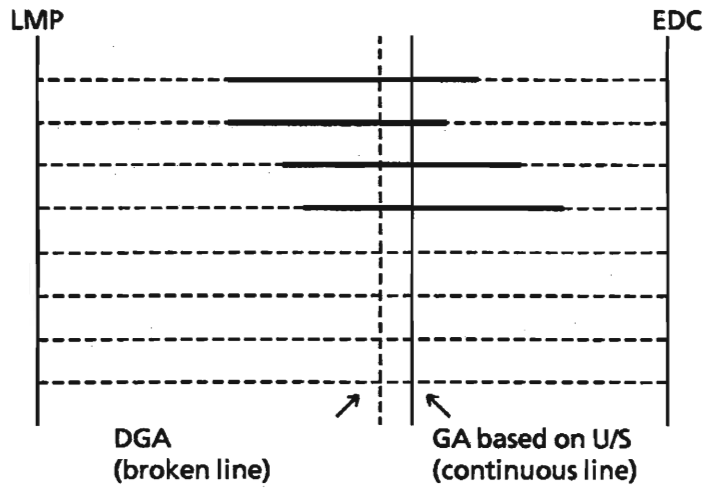 LMP
EDC
DGA
(broken line)
GA based on U/S
(continuous line)